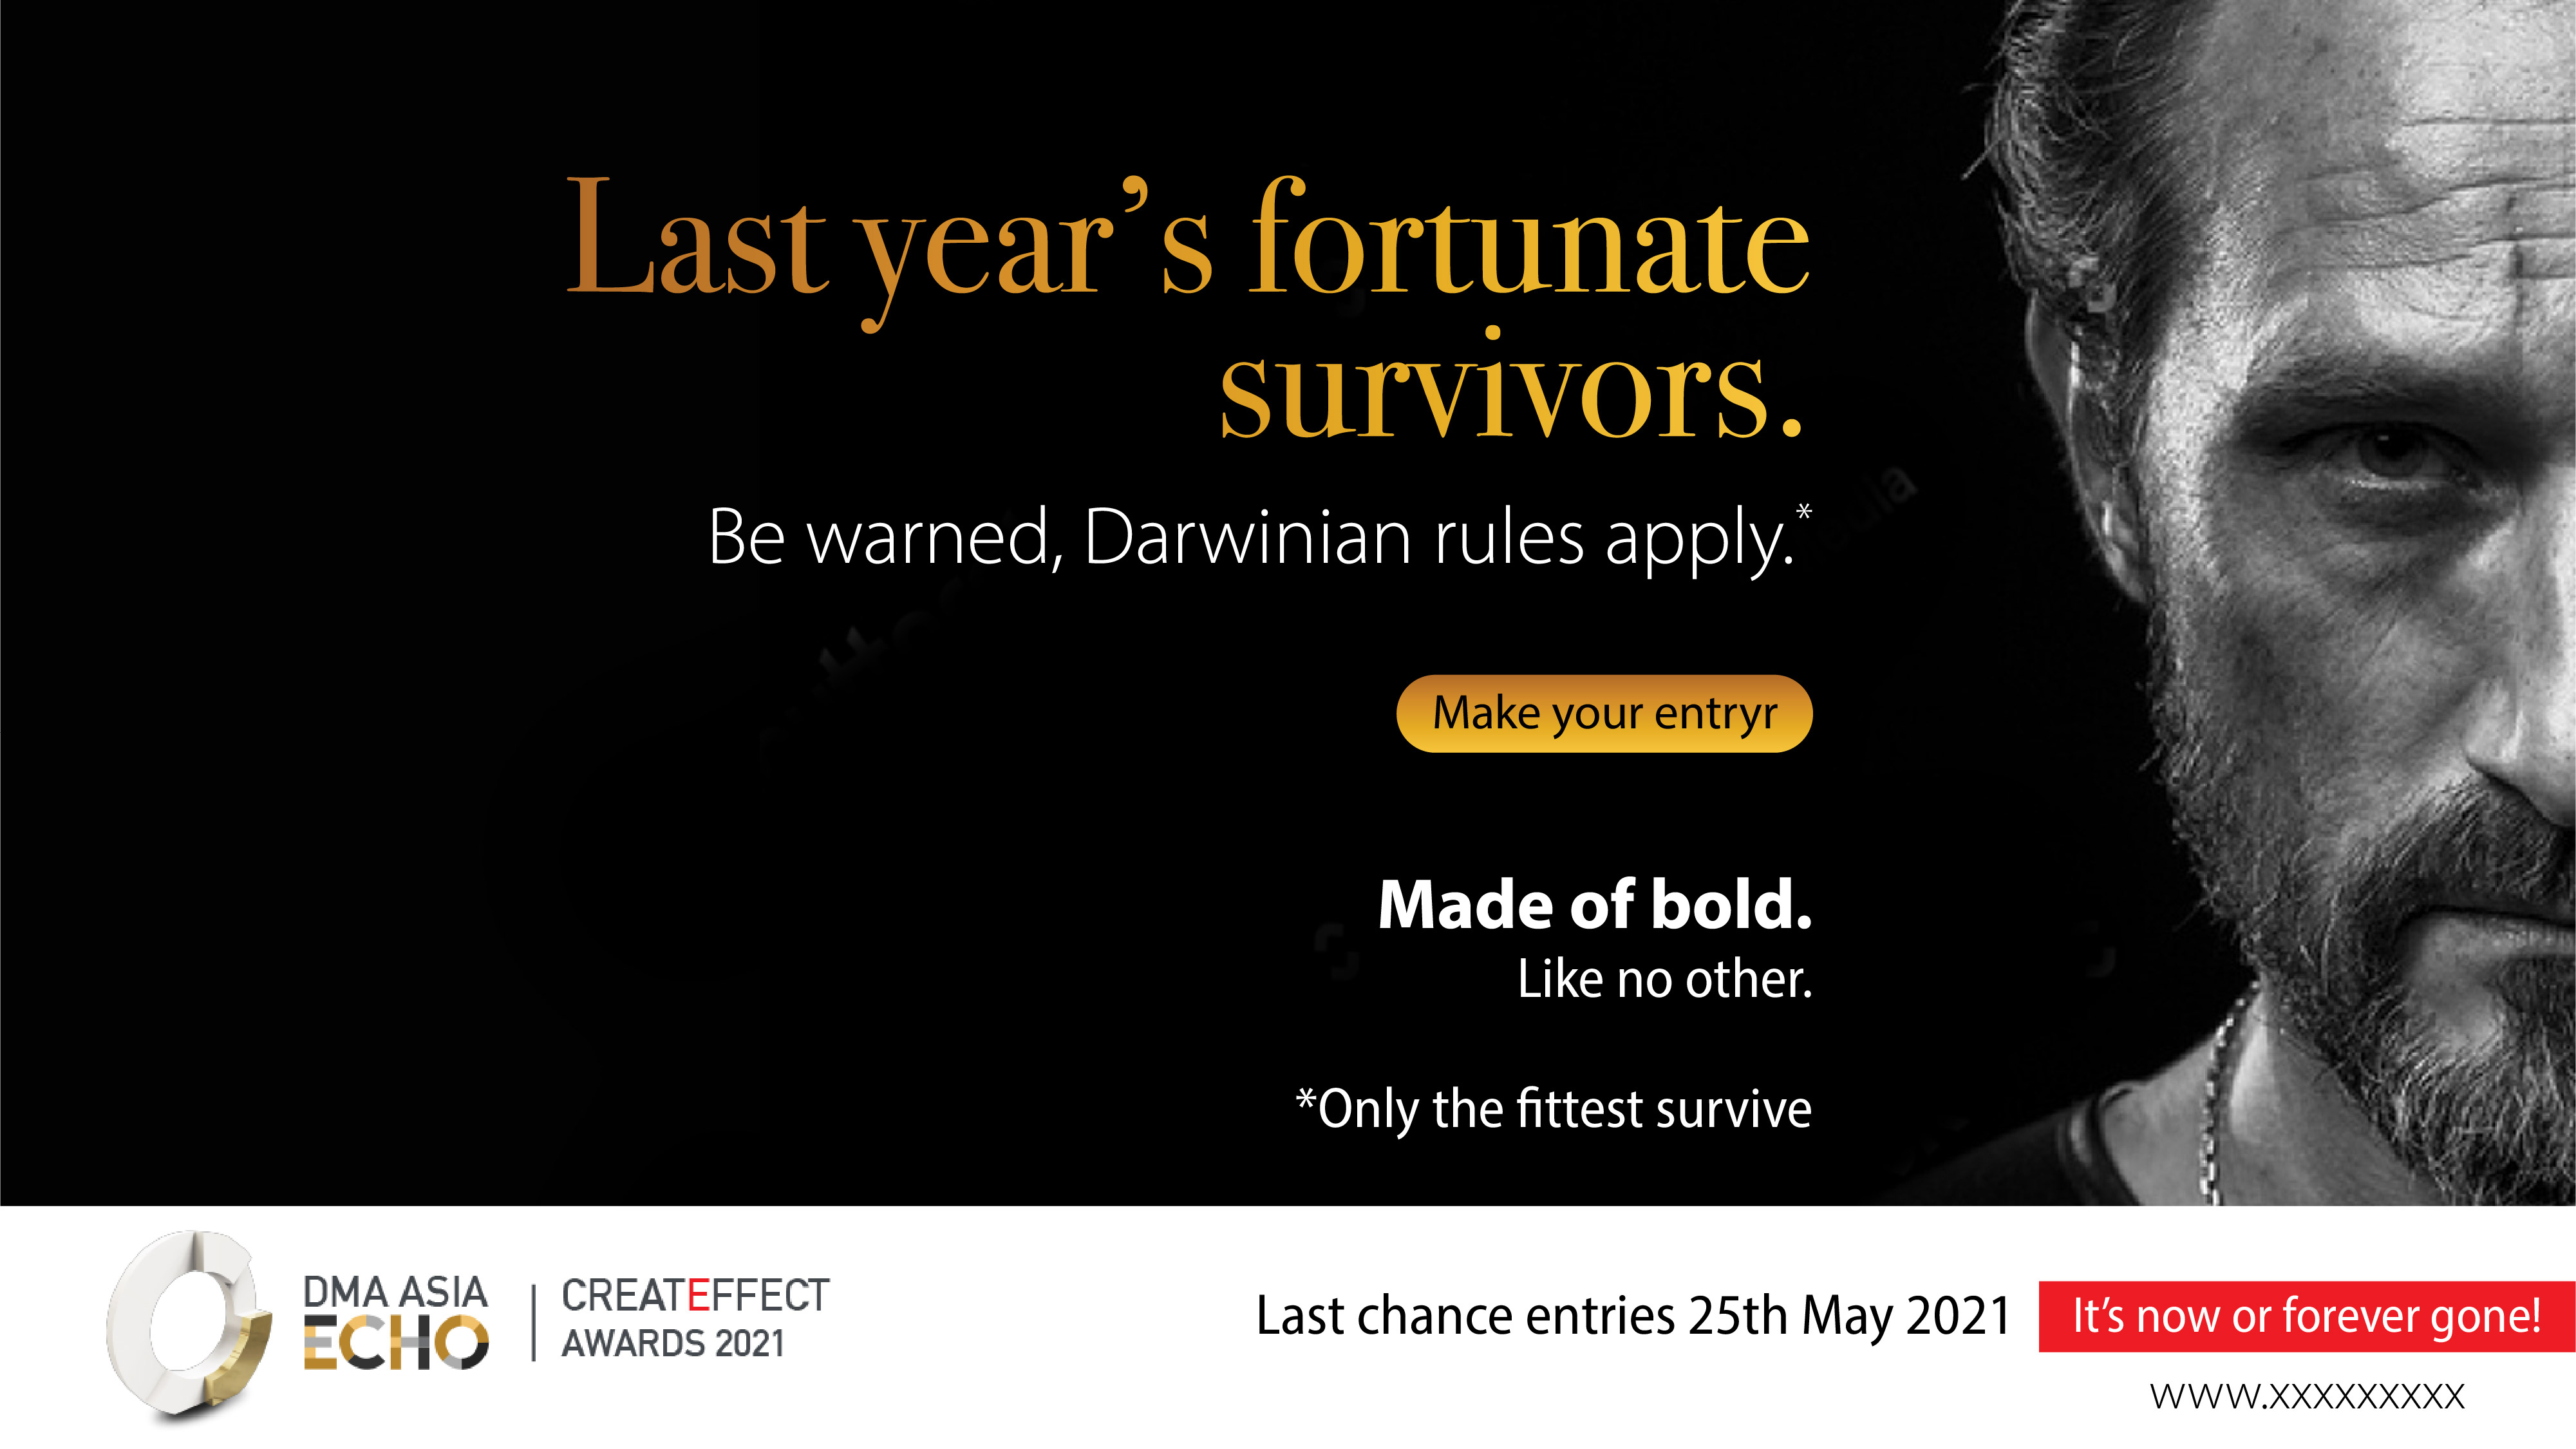 Last year’s fortunate
survivors.
Be warned, Darwinian rules apply.*
Make your entryr
Made of bold.
Like no other.
*Only the fittest survive
DMA ASIA
ECHO
CREATEFFECT
AWARDS 2021
Last chance entries 25th May 2021
It’s now or forever gone!
www.xxxxxxxxx